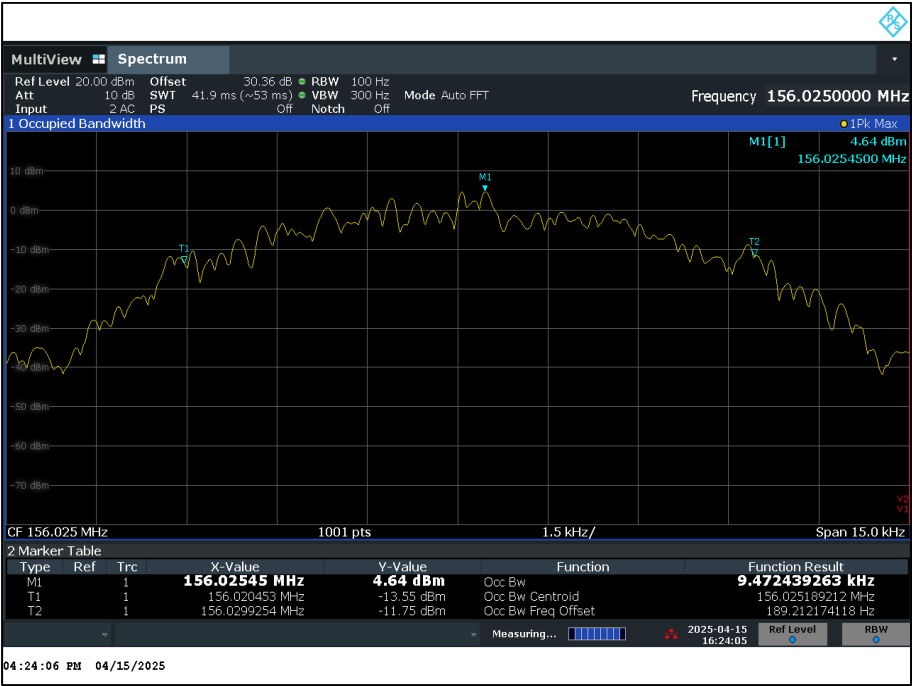 R S
MultiView Spectrum
Ref Level 20.00 dBm Offset 30.36 dB RBW 100 Hz
Att 10 dB SWT 41.9 ms (~53 ms) VBW 300 Hz Mode Auto FFT
Input 2 AC PS Off Notch Off
Frequency 156.0250000 MHz
1 Occupied Bandwidth 1Pk Max
M1[1] 4.64 dBm
156.0254500 MHz
10 dBm
M1
0 dBm
-10 dBm
T1
T2
-20 dBm
-30 dBm
-40 dBm
-50 dBm
-60 dBm
-70 dBm
V2
V1
CF 156.025 MHz 1001 pts 1.5 kHz/ Span 15.0 kHz
2 Marker Table
Type Ref Trc X-Value Y-Value Function Function Result
M1 1 156.02545 MHz 4.64 dBm Occ Bw 9.472439263 kHz
T1 1 156.020453 MHz -13.55 dBm Occ Bw Centroid 156.025189212 MHz
T2 1 156.0299254 MHz -11.75 dBm Occ Bw Freq Offset 189.212174118 Hz
Measuring... 2025-04-15 Ref Level RBW
16:24:05
04:24:06 PM 04/15/2025